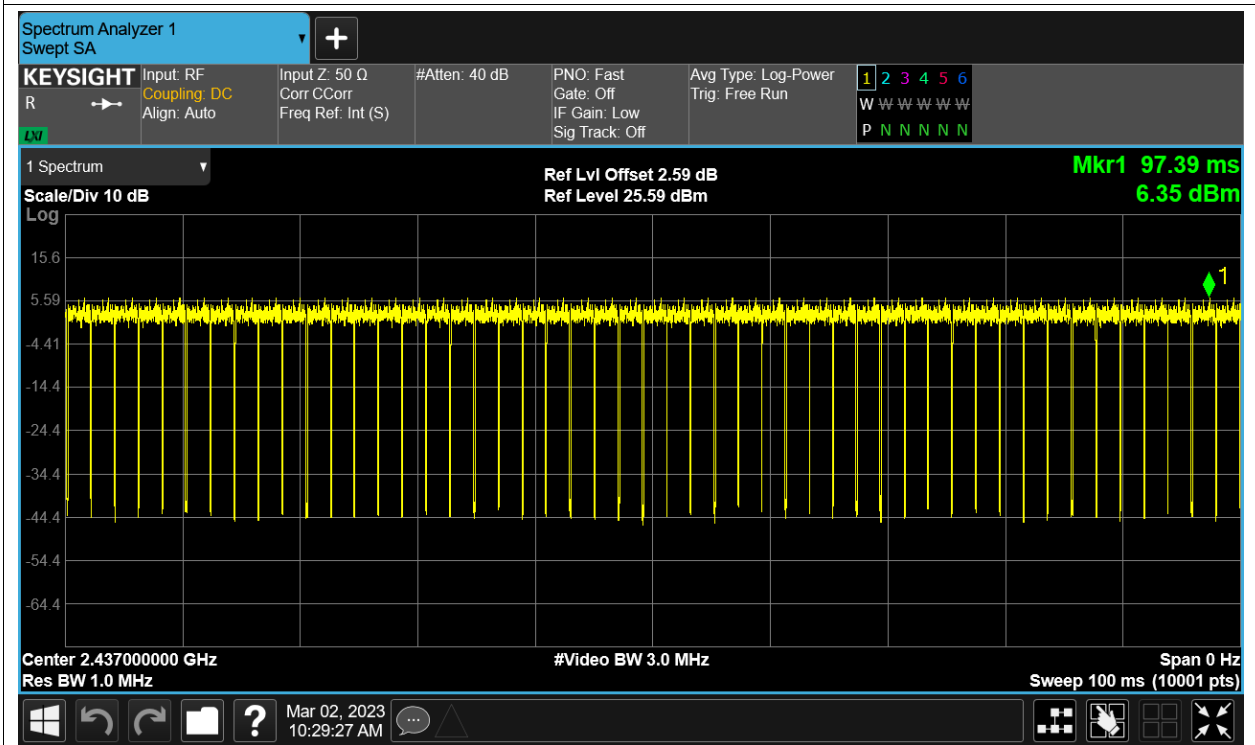 Spectrum Analyzer 1
Swept SA
+
KEYSIGHT
R
LXI
Input: RF
Coupling: DC
Align: Auto
Input Z: 50 Ω
Corr CCorr
Freq Ref: Int (S)
#Atten: 40 dB
PNO: Fast
Gate: Off
IF Gain: Low
Sig Track: Off
Avg Type: Log-Power
Trig: Free Run
1 2 3 4 5 6
W W W W W W
P N N N N N
1 Spectrum
Scale/Div 10 dB
Ref Lvl Offset 2.59 dB
Ref Level 25.59 dBm
Mkr1 97.39 ms
6.35 dBm
Log
15.6
5.59
-4.41
-14.4
-24.4
-34.4
-44.4
-54.4
-64.4
1
Center 2.437000000 GHz
Res BW 1.0 MHz
#Video BW 3.0 MHz
Span 0 Hz
Sweep 100 ms (10001 pts)
?
Mar 02, 2023
10:29:27 AM